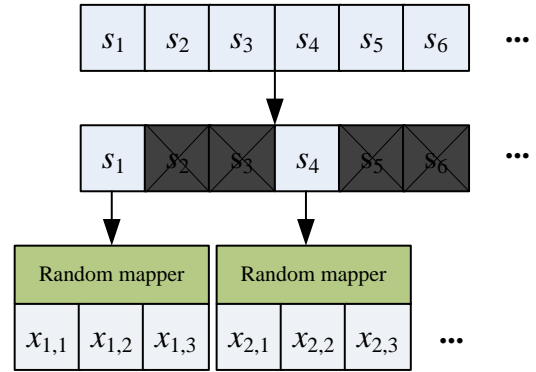 s₁ s₂ s₃ s₄ s₅ s₆ ...
s₁ s₂ s₃ s₄ s₅ s₆ ...
Random mapper Random mapper
x₁,₁ x₁,₂ x₁,₃ x₂,₁ x₂,₂ x₂,₃ ...